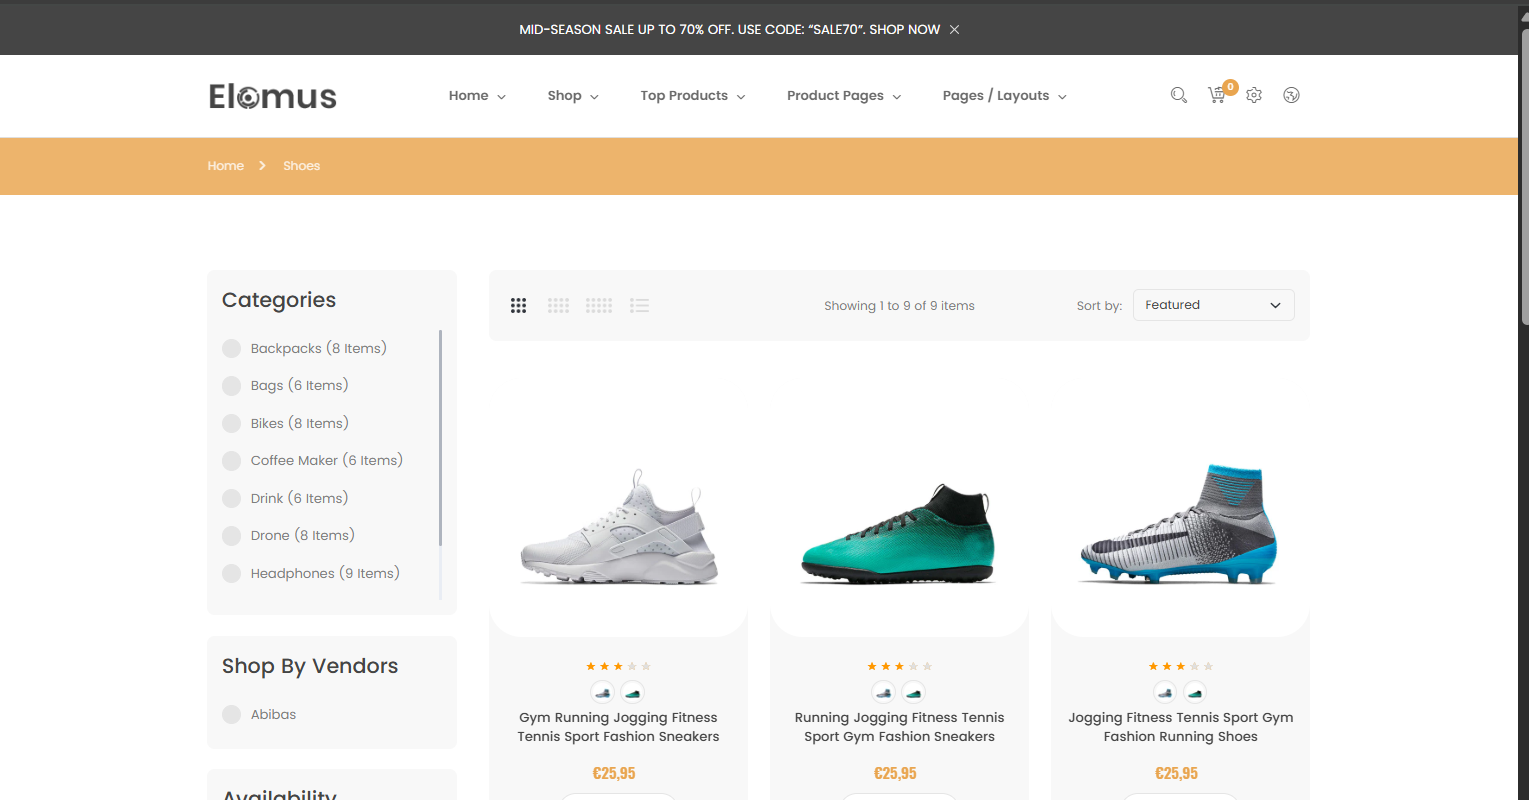 MID-SEASON SALE UP TO 70% OFF. USE CODE: “SALE70”. SHOP NOW
Elomus
Home
Shop
Top Products
Product Pages
Pages / Layouts
0
Home
Shoes
Categories
Backpacks (8 Items)
Bags (6 Items)
Bikes (8 Items)
Coffee Maker (6 Items)
Drink (6 Items)
Drone (8 Items)
Headphones (9 Items)
Shop By Vendors
Abibas
Availability
Showing 1 to 9 of 9 items
Sort by:
Featured
Gym Running Jogging Fitness
Tennis Sport Fashion Sneakers
€25,95
Running Jogging Fitness Tennis
Sport Gym Fashion Sneakers
€25,95
Jogging Fitness Tennis Sport Gym
Fashion Running Shoes
€25,95